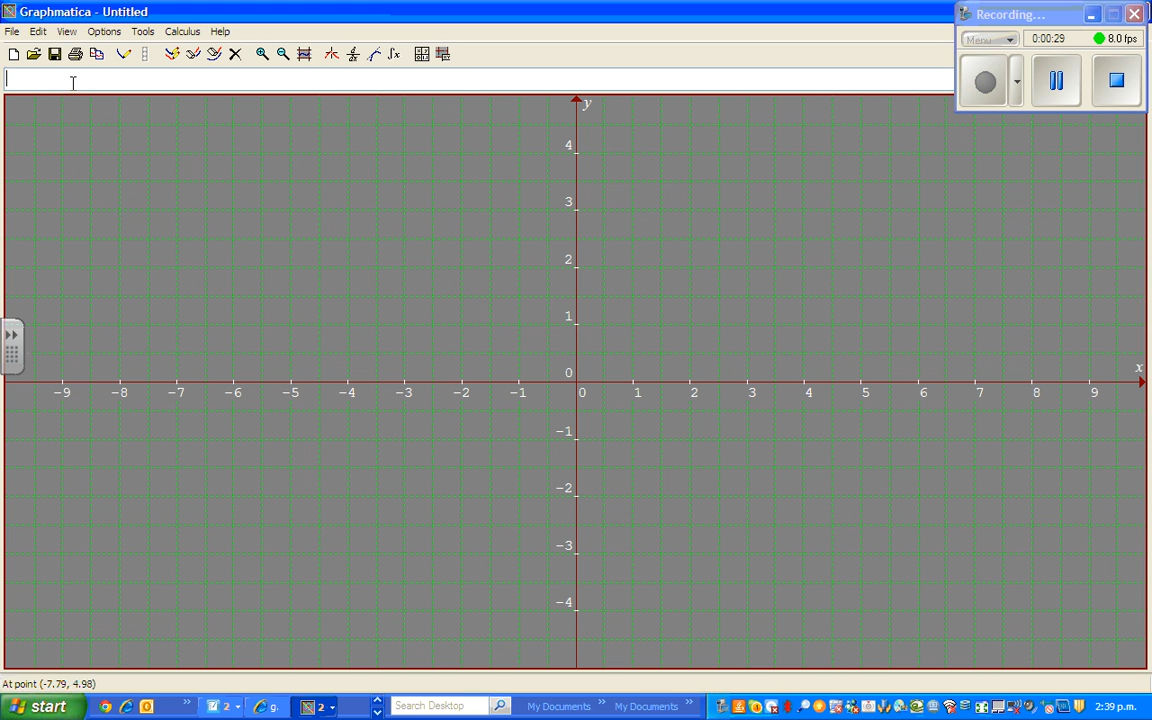 Graphmatica - Untitled
Recording...
File Edit View Options Tools Calculus Help
Menu 0:00:29 8.0 fps
y
4
3
2
1
0
x
-9 -8 -7 -6 -5 -4 -3 -2 -1 0 1 2 3 4 5 6 7 8 9
-1
-2
-3
-4
At point (-7.79, 4.98)
start » 2 g. 2 Search Desktop My Documents » My Documents » 2:39 p.m.